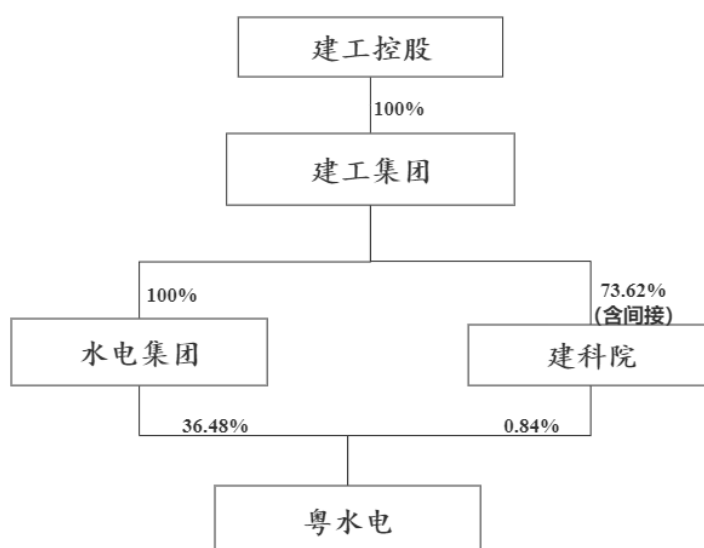 建工控股
100%
建工集团
100%
73.62%
(含间接)
水电集团
建科院
36.48%
0.84%
粤水电